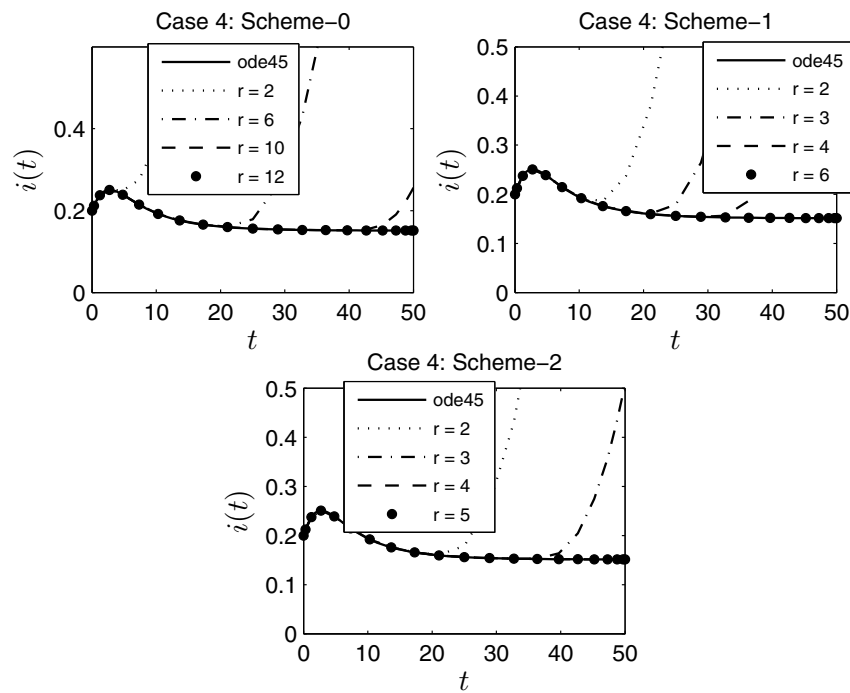 Case 4: Scheme-0
i(t)
0.4
0.2
0
0 10 20 30 40 50
t
ode45
r = 2
r = 6
r = 10
r = 12
Case 4: Scheme-1
i(t)
0.5
0.4
0.3
0.2
0.1
0
0 10 20 30 40 50
t
ode45
r = 2
r = 3
r = 4
r = 6
Case 4: Scheme-2
i(t)
0.5
0.4
0.3
0.2
0.1
0
0 10 20 30 40 50
t
ode45
r = 2
r = 3
r = 4
r = 5